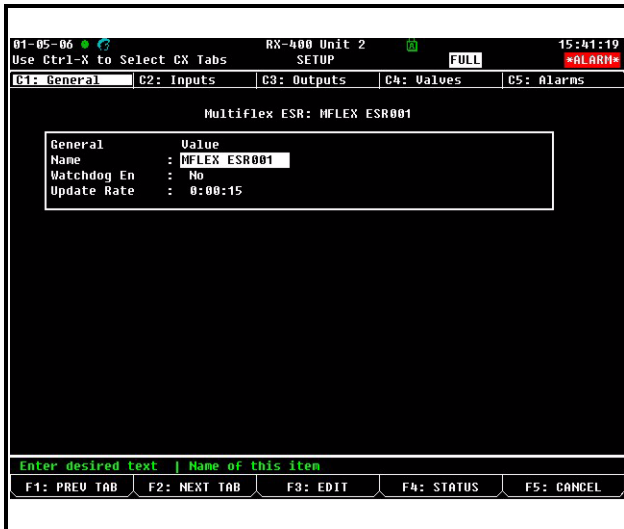 01-05-06 RX-400 Unit 2 15:41:19
Use Ctrl-X to Select CX Tabs SETUP FULL *ALARM*
C1: General C2: Inputs C3: Outputs C4: Valves C5: Alarms
Multiflex ESR: MFLEX ESR001
General Value
Name : MFLEX ESR001
Watchdog En : No
Update Rate : 0:00:15
Enter desired text | Name of this item
F1: PREV TAB F2: NEXT TAB F3: EDIT F4: STATUS F5: CANCEL